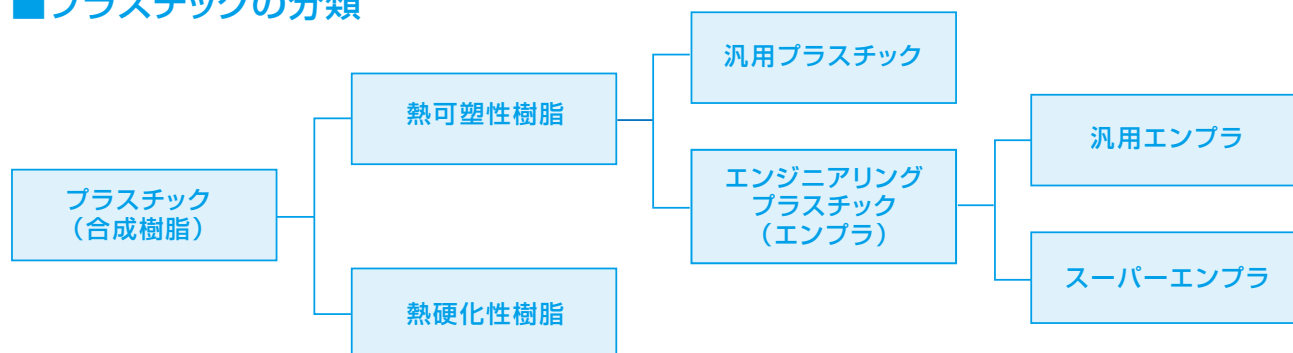 ■プラスチックの分類
汎用プラスチック
熱可塑性樹脂
汎用エンプラ
エンジニアリング
プラスチック
（エンプラ）
プラスチック
（合成樹脂）
スーパーエンプラ
熱硬化性樹脂